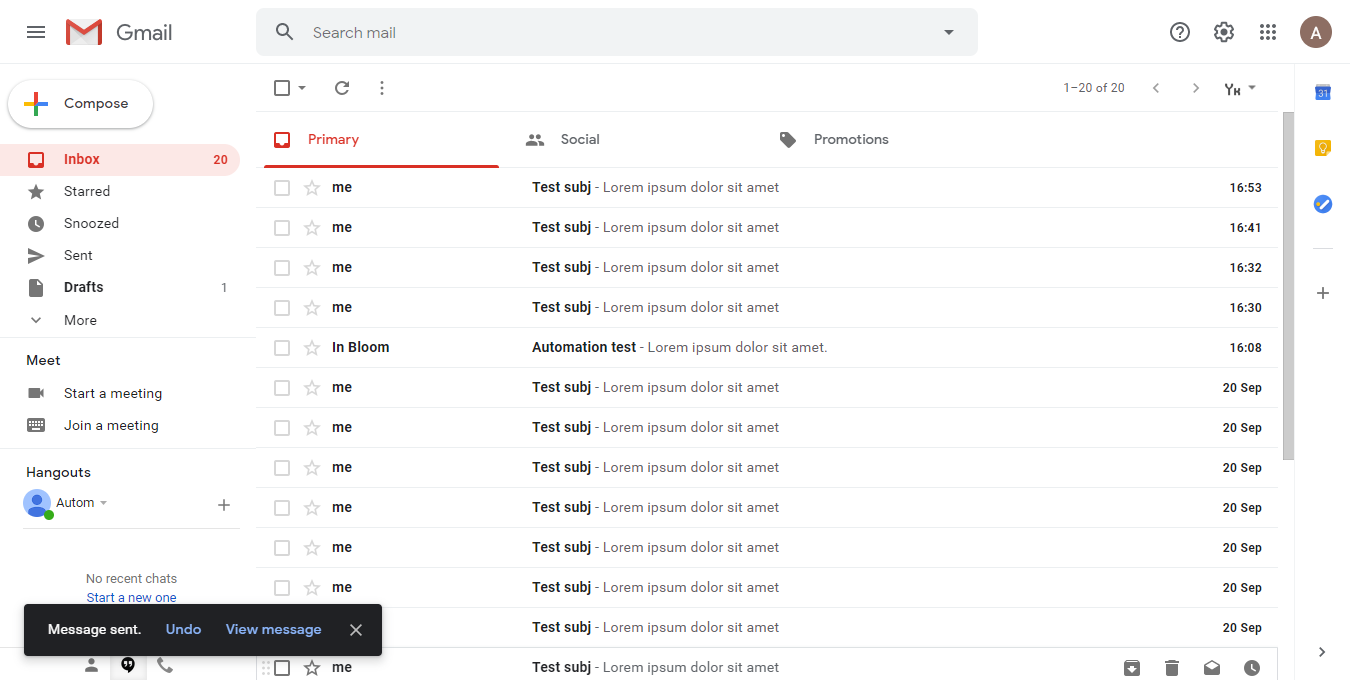 Gmail
Search mail
A
Compose
1–20 of 20
31
Primary
Social
Promotions
Inbox 20
Starred
Snoozed
Sent
Drafts 1
More
Meet
Start a meeting
Join a meeting
Hangouts
Autom
No recent chats
Start a new one
Message sent. Undo View message
me Test subj - Lorem ipsum dolor sit amet 16:53
me Test subj - Lorem ipsum dolor sit amet 16:41
me Test subj - Lorem ipsum dolor sit amet 16:32
me Test subj - Lorem ipsum dolor sit amet 16:30
In Bloom Automation test - Lorem ipsum dolor sit amet. 16:08
me Test subj - Lorem ipsum dolor sit amet 20 Sep
me Test subj - Lorem ipsum dolor sit amet 20 Sep
me Test subj - Lorem ipsum dolor sit amet 20 Sep
me Test subj - Lorem ipsum dolor sit amet 20 Sep
me Test subj - Lorem ipsum dolor sit amet 20 Sep
me Test subj - Lorem ipsum dolor sit amet 20 Sep
Test subj - Lorem ipsum dolor sit amet 20 Sep
me Test subj - Lorem ipsum dolor sit amet